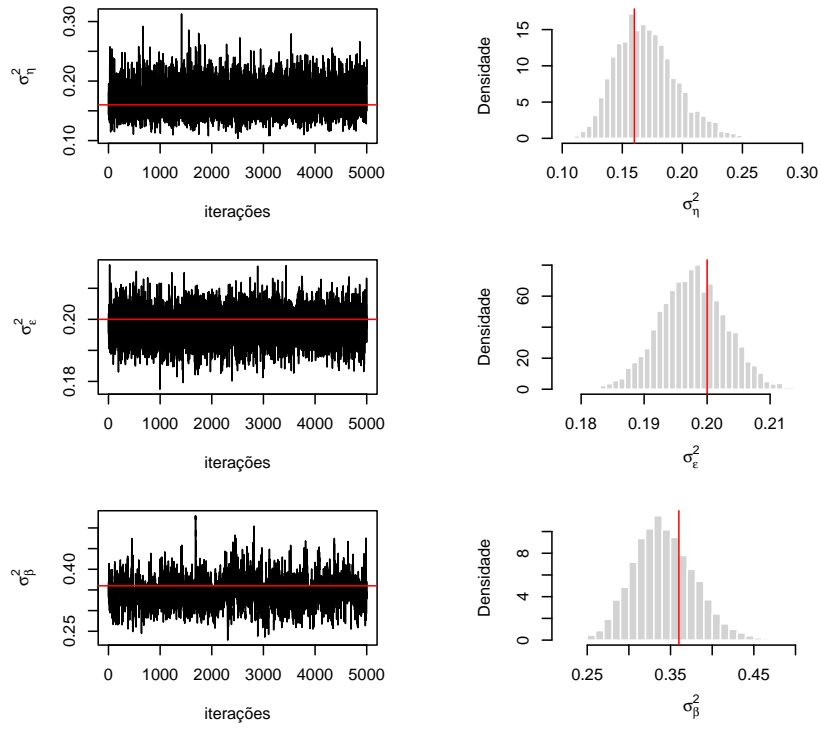 σ²η
0.10 0.20 0.30
0 1000 2000 3000 4000 5000
iterações
Densidade
0 5 10 15
0.10 0.15 0.20 0.25 0.30
σ²η
σ²ε
0.18 0.20
0 1000 2000 3000 4000 5000
iterações
Densidade
0 20 60
0.18 0.19 0.20 0.21
σ²ε
σ²β
0.25 0.40
0 1000 2000 3000 4000 5000
iterações
Densidade
0 4 8
0.25 0.35 0.45
σ²β